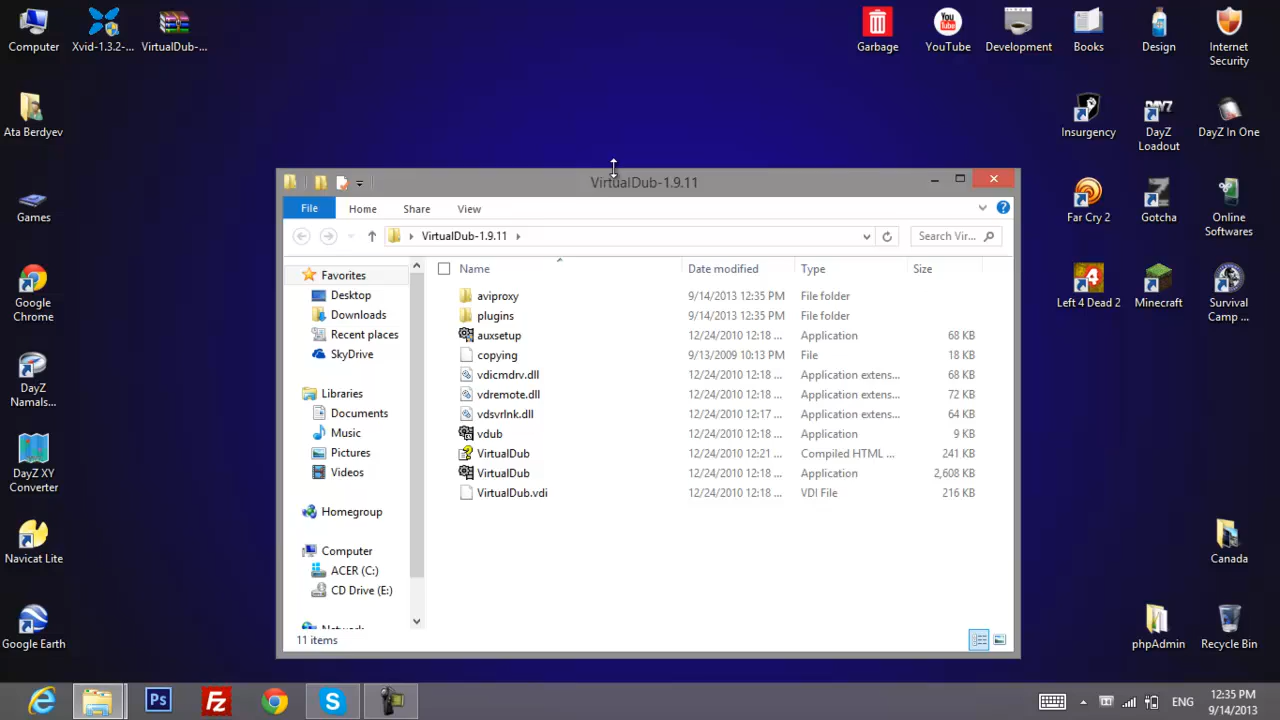 Computer
Xvid-1.3.2-...
VirtualDub-...
Garbage
YouTube
Development
Books
Design
Internet
Security
Ata Berdyev
Insurgency
DayZ
Loadout
DayZ In One
Games
Far Cry 2
Gotcha
Online
Softwares
Google
Chrome
Left 4 Dead 2
Minecraft
Survival
Camp ...
DayZ
Namals...
DayZ XY
Converter
Navicat Lite
Canada
Google Earth
phpAdmin
Recycle Bin
VirtualDub-1.9.11
File Home Share View
VirtualDub-1.9.11
Search Vir...
Favorites
Desktop
Downloads
Recent places
SkyDrive
Libraries
Documents
Music
Pictures
Videos
Homegroup
Computer
ACER (C:)
CD Drive (E:)
Network
Name Date modified Type Size
aviproxy 9/14/2013 12:35 PM File folder
plugins 9/14/2013 12:35 PM File folder
auxsetup 12/24/2010 12:18 ... Application 68 KB
copying 9/13/2009 10:13 PM File 18 KB
vdicmdrv.dll 12/24/2010 12:18 ... Application extens... 68 KB
vdremote.dll 12/24/2010 12:18 ... Application extens... 72 KB
vdsvrlnk.dll 12/24/2010 12:17 ... Application extens... 64 KB
vdub 12/24/2010 12:18 ... Application 9 KB
VirtualDub 12/24/2010 12:21 ... Compiled HTML ... 241 KB
VirtualDub 12/24/2010 12:18 ... Application 2,608 KB
VirtualDub.vdi 12/24/2010 12:18 ... VDI File 216 KB
11 items
ENG
12:35 PM
9/14/2013